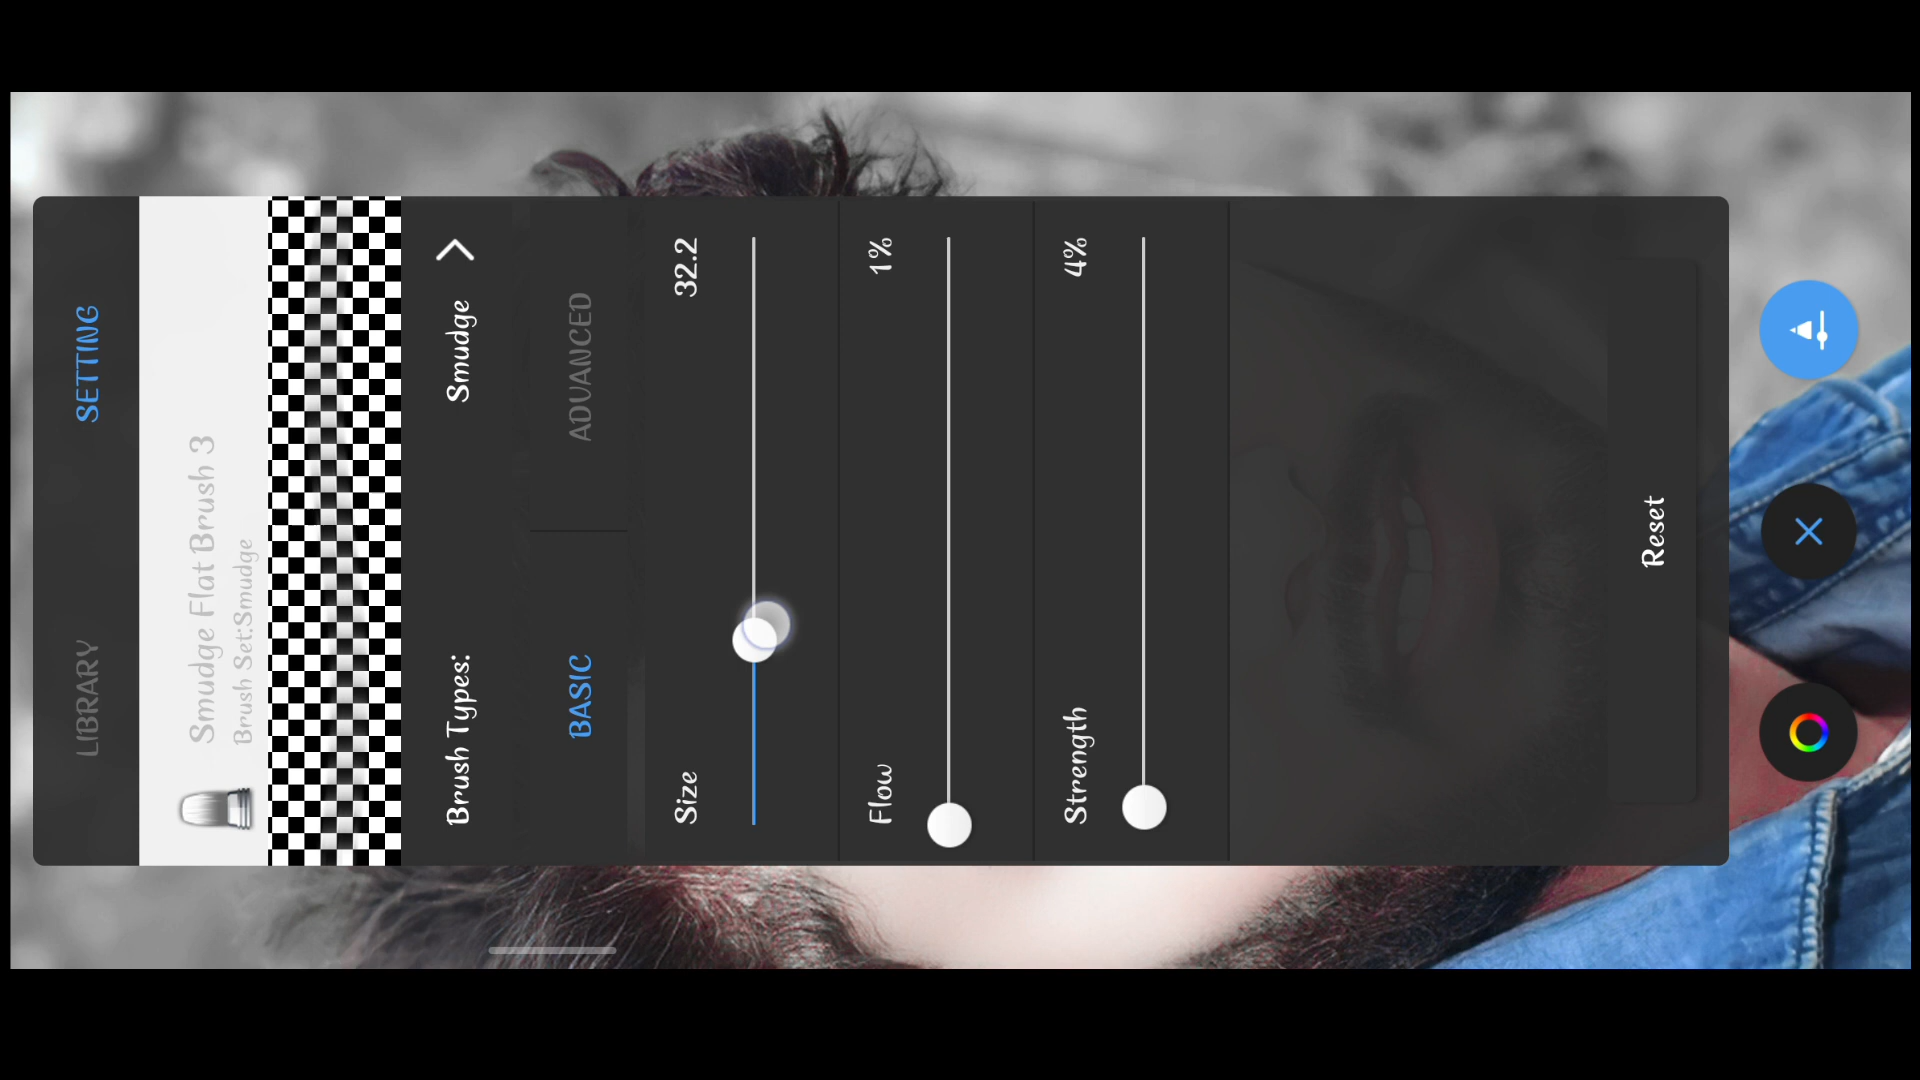 LIBRARY SETTING
Smudge Flat Brush 3
Brush Set:Smudge
Brush Types: Smudge
BASIC ADVANCED
Size 32.2
Flow 1%
Strength 4%
Reset